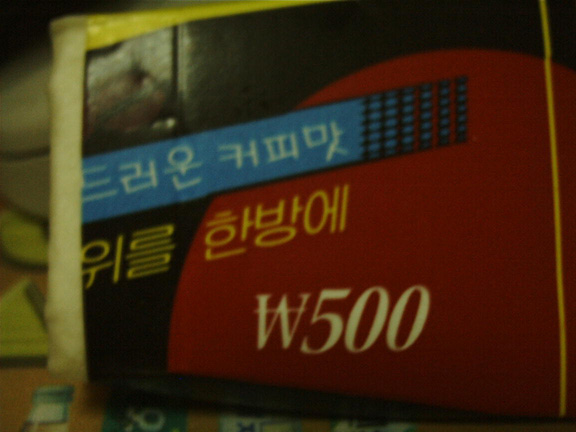 드러운 커피맛
위를 한방에
₩500